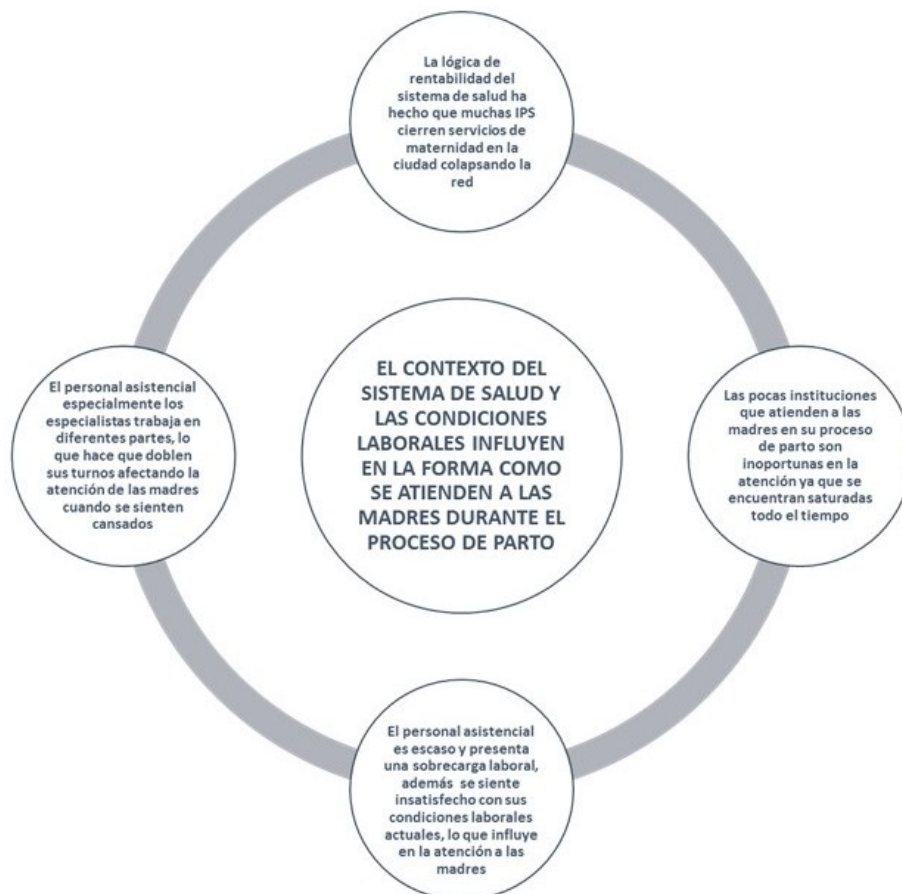 La lógica de
rentabilidad del
sistema de salud ha
hecho que muchas IPS
cierren servicios de
maternidad en la
ciudad colapsando la
red
El personal asistencial
especialmente los
especialistas trabaja en
diferentes partes, lo
que hace que doblen
sus turnos afectando la
atención de las madres
cuando se sienten
cansados
EL CONTEXTO DEL
SISTEMA DE SALUD Y
LAS CONDICIONES
LABORALES INFLUYEN
EN LA FORMA COMO
SE ATIENDEN A LAS
MADRES DURANTE EL
PROCESO DE PARTO
Las pocas instituciones
que atienden a las
madres en su proceso
de parto son
inoportunas en la
atención ya que se
encuentran saturadas
todo el tiempo
El personal asistencial
es escaso y presenta
una sobrecarga laboral,
además se siente
insatisfecho con sus
condiciones laborales
actuales, lo que influye
en la atención a las
madres